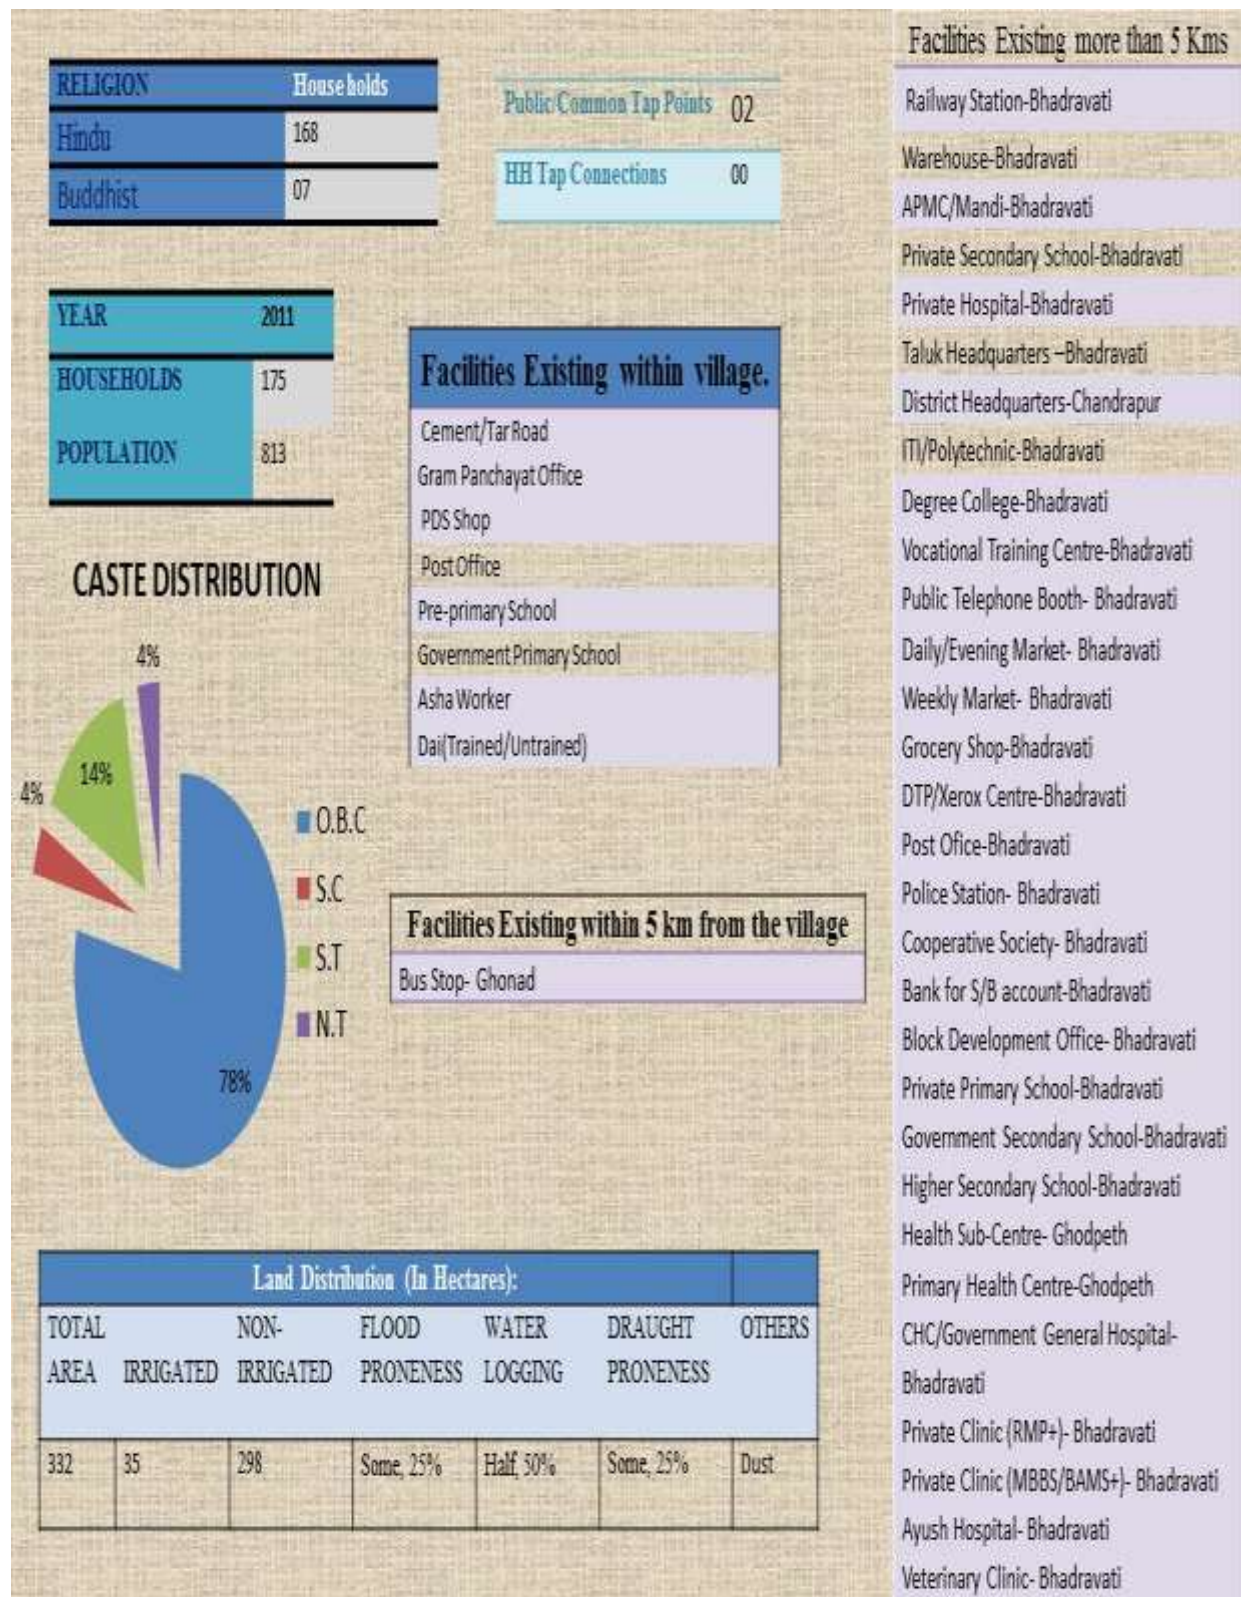 RELIGION Households
Hindu 168
Buddhist 07
Public Common Tap Points 02
HH Tap Connections 00
YEAR 2011
HOUSEHOLDS 175
POPULATION 813
CASTE DISTRIBUTION
4%
14%
4%
78%
O.B.C
S.C
S.T
N.T
Facilities Existing within village.
Cement/Tar Road
Gram Panchayat Office
PDS Shop
Post Office
Pre-primary School
Government Primary School
Asha Worker
Dai(Trained/Untrained)
Facilities Existing within 5 km from the village
Bus Stop- Ghonad
Land Distribution (In Hectares):
TOTAL AREA IRRIGATED NON-IRRIGATED FLOOD PRONENESS WATER LOGGING DRAUGHT PRONENESS OTHERS
332 35 298 Some, 25% Half, 50% Some, 25% Dust
Facilities Existing more than 5 Kms
Railway Station-Bhadravati
Warehouse-Bhadravati
APMC/Mandi-Bhadravati
Private Secondary School-Bhadravati
Private Hospital-Bhadravati
Taluk Headquarters –Bhadravati
District Headquarters-Chandrapur
ITI/Polytechnic-Bhadravati
Degree College-Bhadravati
Vocational Training Centre-Bhadravati
Public Telephone Booth- Bhadravati
Daily/Evening Market- Bhadravati
Weekly Market- Bhadravati
Grocery Shop-Bhadravati
DTP/Xerox Centre-Bhadravati
Post Ofice-Bhadravati
Police Station- Bhadravati
Cooperative Society- Bhadravati
Bank for S/B account-Bhadravati
Block Development Office- Bhadravati
Private Primary School-Bhadravati
Government Secondary School-Bhadravati
Higher Secondary School-Bhadravati
Health Sub-Centre- Ghodpeth
Primary Health Centre-Ghodpeth
CHC/Government General Hospital-
Bhadravati
Private Clinic (RMP+)- Bhadravati
Private Clinic (MBBS/BAMS+)- Bhadravati
Ayush Hospital- Bhadravati
Veterinary Clinic- Bhadravati